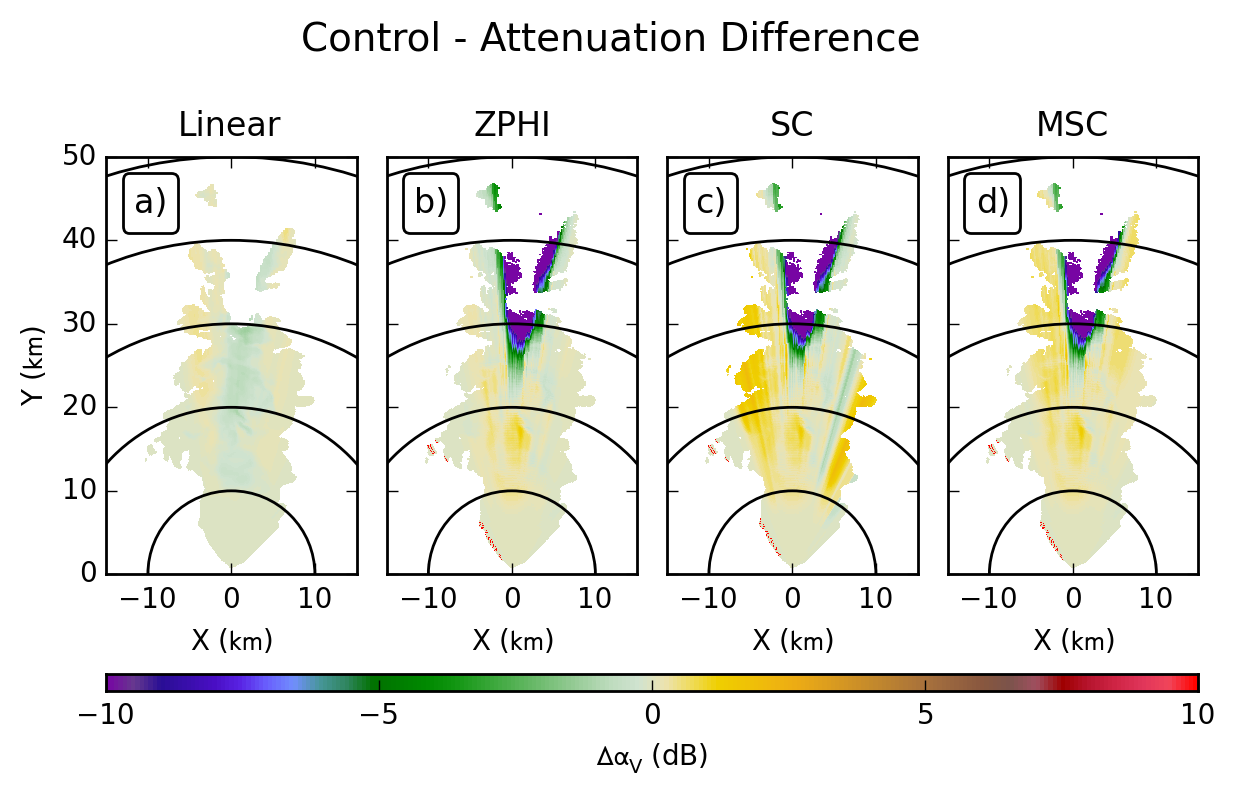 Control - Attenuation Difference
Linear ZPHI SC MSC
a) b) c) d)
50
40
30
20
10
0
Y (km)
−10 0 10 −10 0 10 −10 0 10 −10 0 10
X (km) X (km) X (km) X (km)
−10 −5 0 5 10
Δα_V (dB)